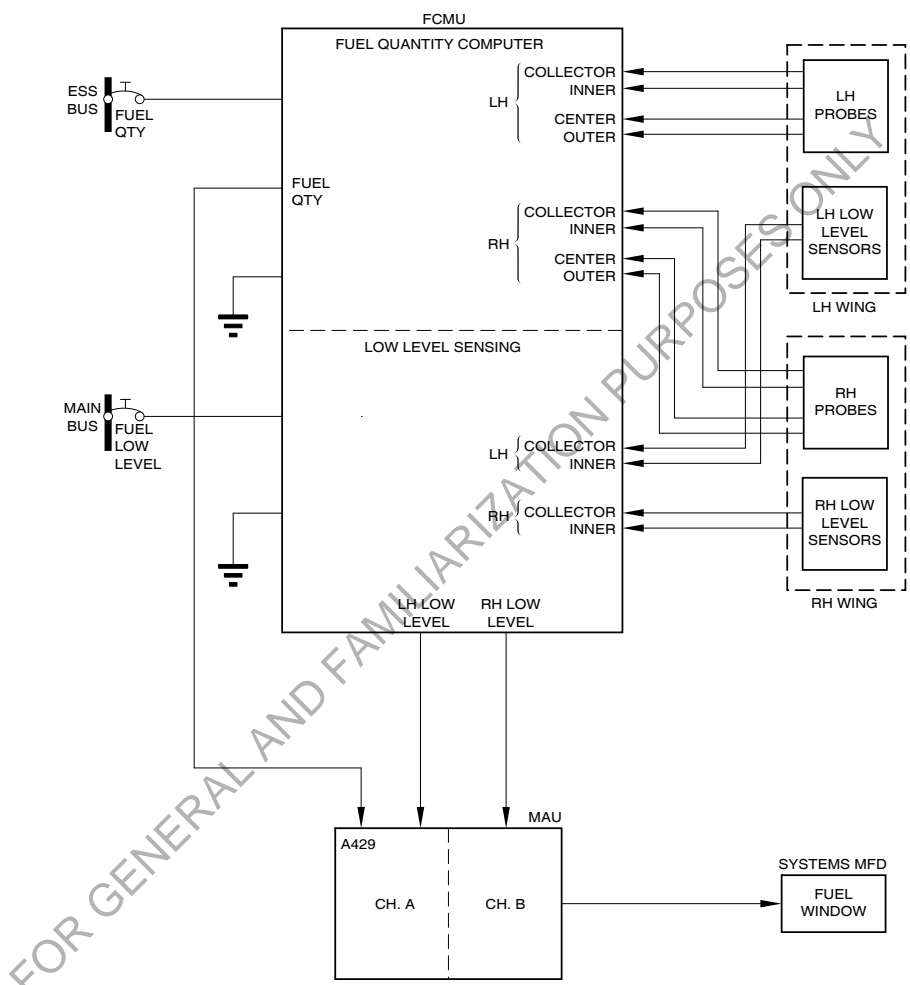 FCMU
FUEL QUANTITY COMPUTER
ESS
BUS
FUEL
QTY
LH
COLLECTOR
INNER
CENTER
OUTER
LH
PROBES
FUEL
QTY
RH
COLLECTOR
INNER
CENTER
OUTER
LH LOW
LEVEL
SENSORS
LH WING
LOW LEVEL SENSING
MAIN
BUS
FUEL
LOW
LEVEL
LH
COLLECTOR
INNER
RH
COLLECTOR
INNER
RH
PROBES
RH LOW
LEVEL
SENSORS
RH WING
LH LOW
LEVEL
RH LOW
LEVEL
MAU
A429
CH. A
CH. B
SYSTEMS MFD
FUEL
WINDOW
FOR GENERAL AND FAMILIARIZATION PURPOSES ONLY